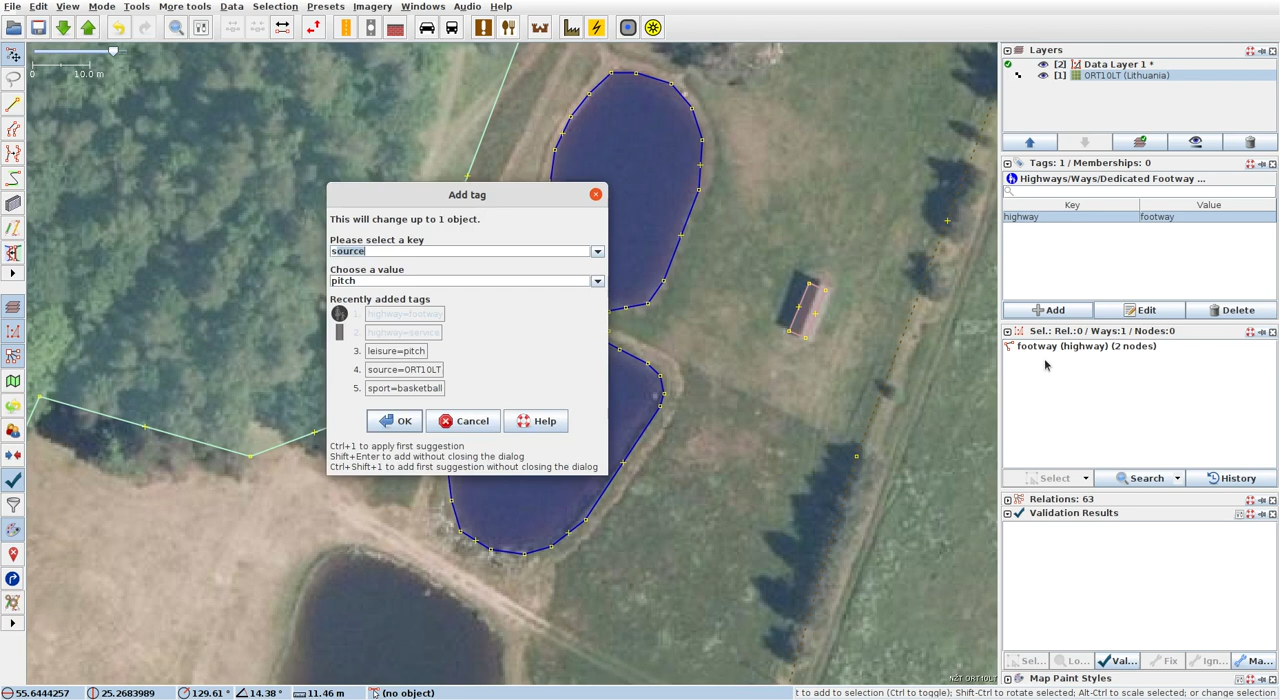 File Edit View Mode Tools More tools Data Selection Presets Imagery Windows Audio Help
0 10.0 m
Add tag
This will change up to 1 object.
Please select a key
source
Choose a value
pitch
Recently added tags
1. highway=footway
2. highway=service
3. leisure=pitch
4. source=ORT10LT
5. sport=basketball
OK Cancel Help
Ctrl+1 to apply first suggestion
Shift+Enter to add without closing the dialog
Ctrl+Shift+1 to add first suggestion without closing the dialog
NŽT ORT10LT
Layers
[2] Data Layer 1 *
[1] ORT10LT (Lithuania)
Tags: 1 / Memberships: 0
Highways/Ways/Dedicated Footway ...
Key Value
highway footway
Add Edit Delete
Sel.: Rel.:0 / Ways:1 / Nodes:0
footway (highway) (2 nodes)
Select Search History
Relations: 63
Validation Results
Sel... Lo... Val... Fix Ign... Ma...
Map Paint Styles
55.6444257 25.2683989 129.61 ° 14.38 ° 11.46 m (no object) t to add to selection (Ctrl to toggle); Shift-Ctrl to rotate selected; Alt-Ctrl to scale selected; or change selection